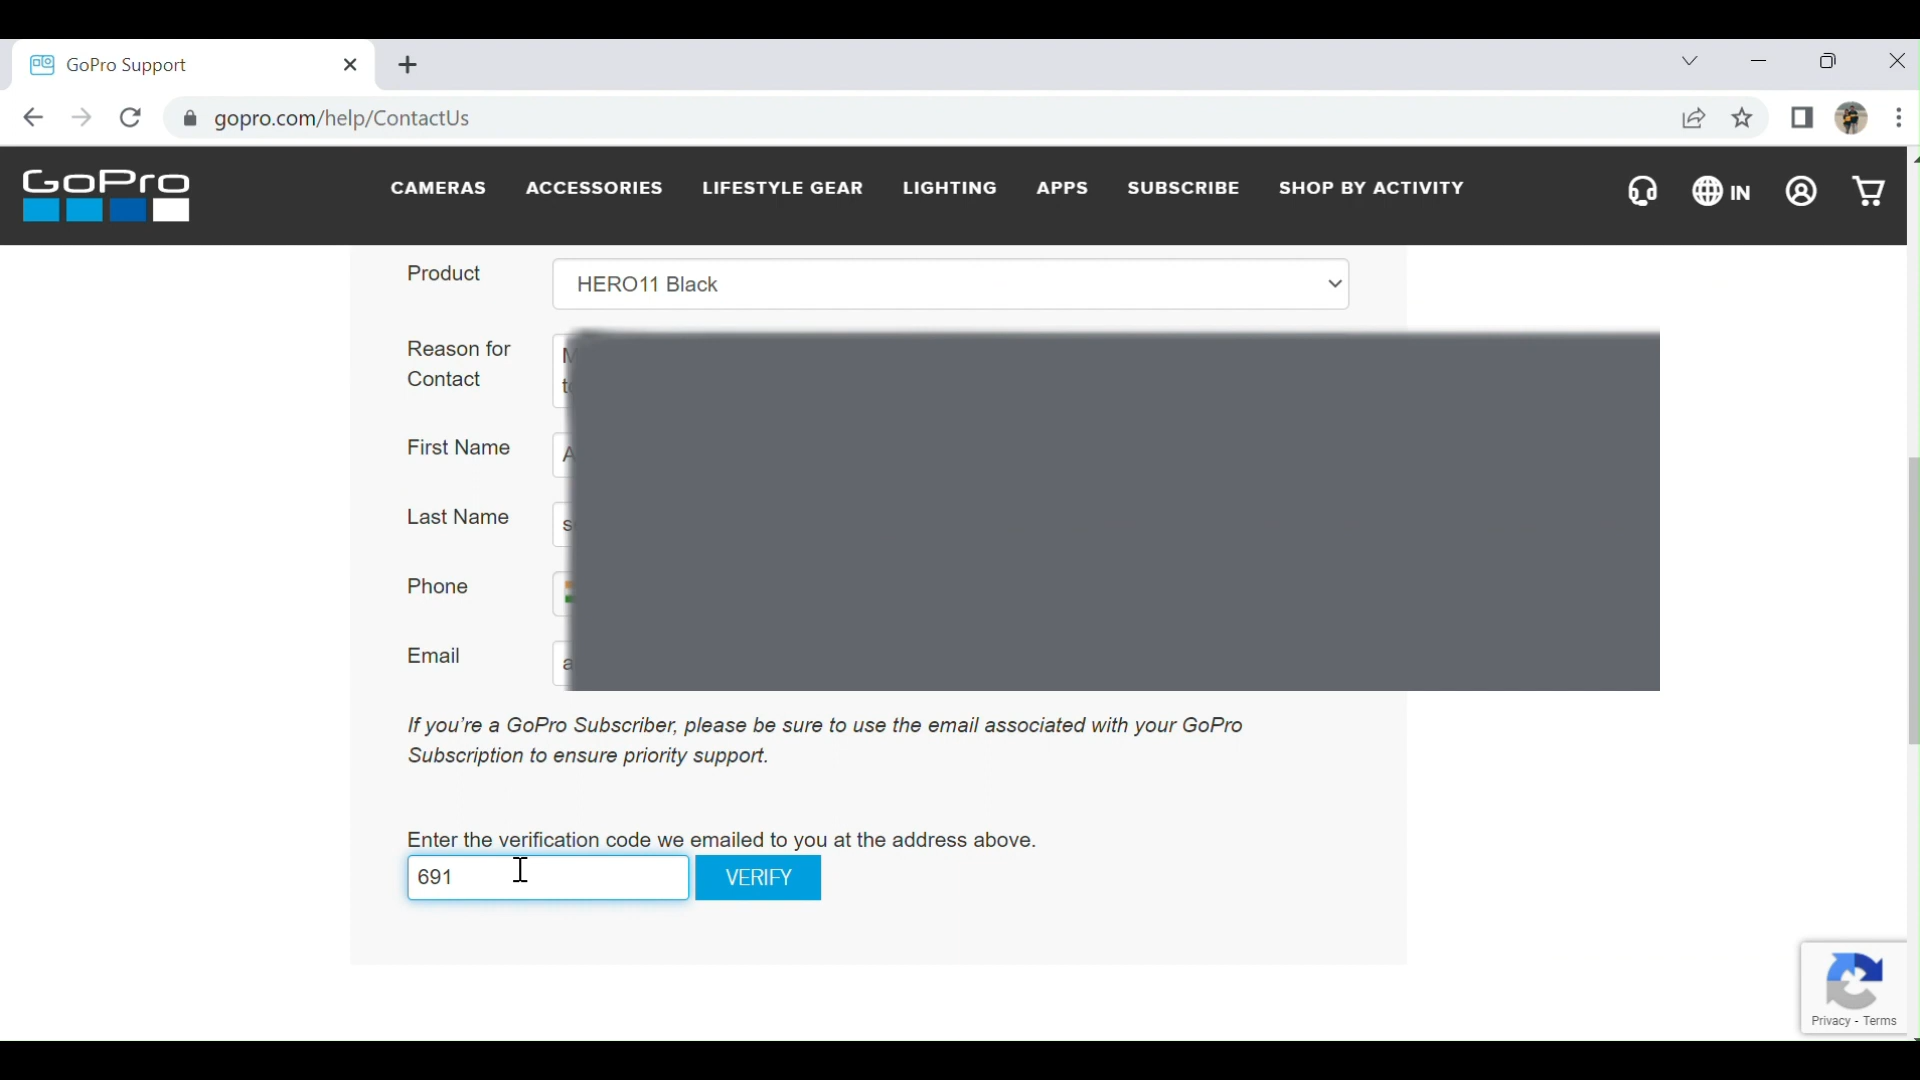 GoPro Support
gopro.com/help/ContactUs
GoPro
CAMERAS ACCESSORIES LIFESTYLE GEAR LIGHTING APPS SUBSCRIBE SHOP BY ACTIVITY IN
Product HERO11 Black
Reason for
Contact
First Name
Last Name
Phone
Email
If you're a GoPro Subscriber, please be sure to use the email associated with your GoPro
Subscription to ensure priority support.
Enter the verification code we emailed to you at the address above.
691 VERIFY
Privacy - Terms